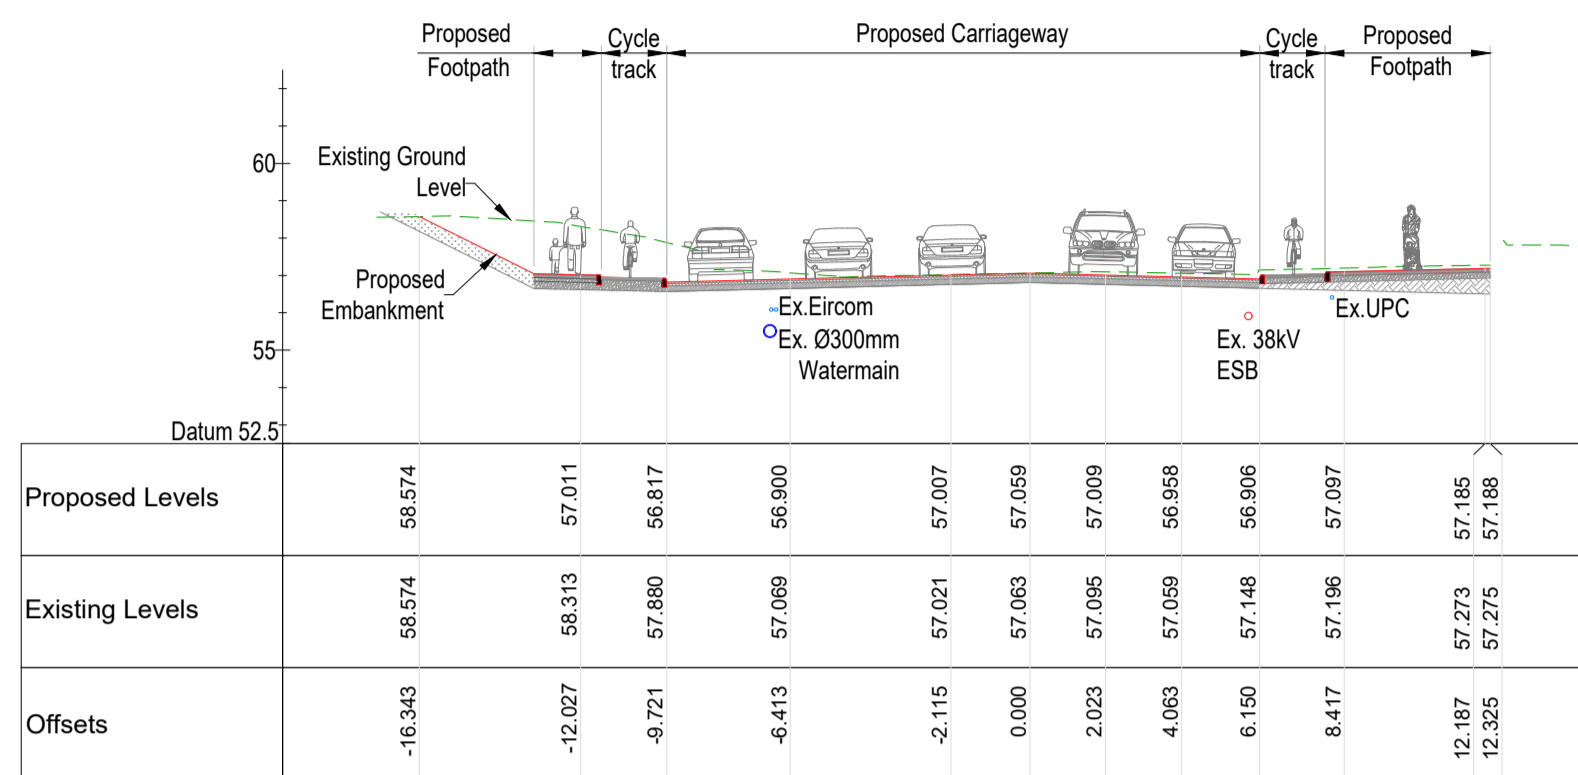 Proposed
Footpath
Cycle
track
Proposed Carriageway
Cycle
track
Proposed
Footpath
60
Existing Ground
Level
Proposed
Embankment
Ex.Eircom
Ex. Ø300mm
Watermain
Ex. 38kV
ESB
Ex.UPC
55
Datum 52.5
Proposed Levels
58.574 57.011 56.817 56.900 57.007 57.059 57.009 56.958 56.906 57.097 57.185 57.188
Existing Levels
58.574 58.313 57.880 57.069 57.021 57.063 57.095 57.059 57.148 57.196 57.273 57.275
Offsets
-16.343 -12.027 -9.721 -6.413 -2.115 0.000 2.023 4.063 6.150 8.417 12.187 12.325